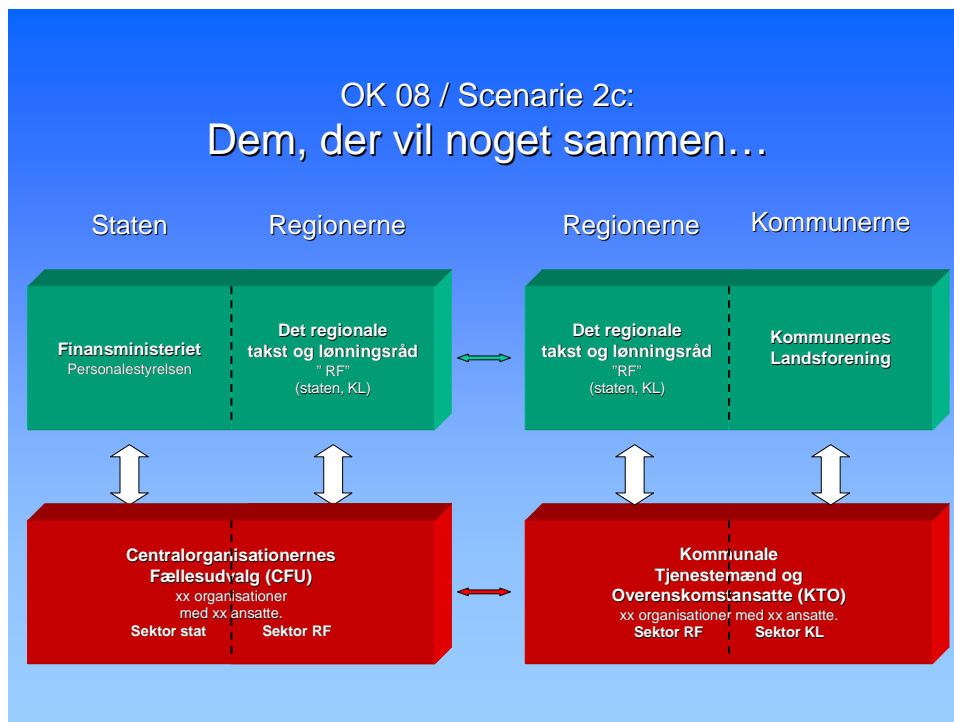 OK 08 / Scenarie 2c:
Dem, der vil noget sammen…
Staten
Regionerne
Regionerne
Kommunerne
Finansministeriet
Personalestyrelsen
Det regionale
takst og lønningsråd
” RF”
(staten, KL)
Det regionale
takst og lønningsråd
”RF”
(staten, KL)
Kommunernes
Landsforening
Centralorganisationernes
Fællesudvalg (CFU)
xx organisationer
med xx ansatte.
Sektor stat
Sektor RF
Kommunale
Tjenestemænd og
Overenskomstansatte (KTO)
xx organisationer med xx ansatte.
Sektor RF
Sektor KL